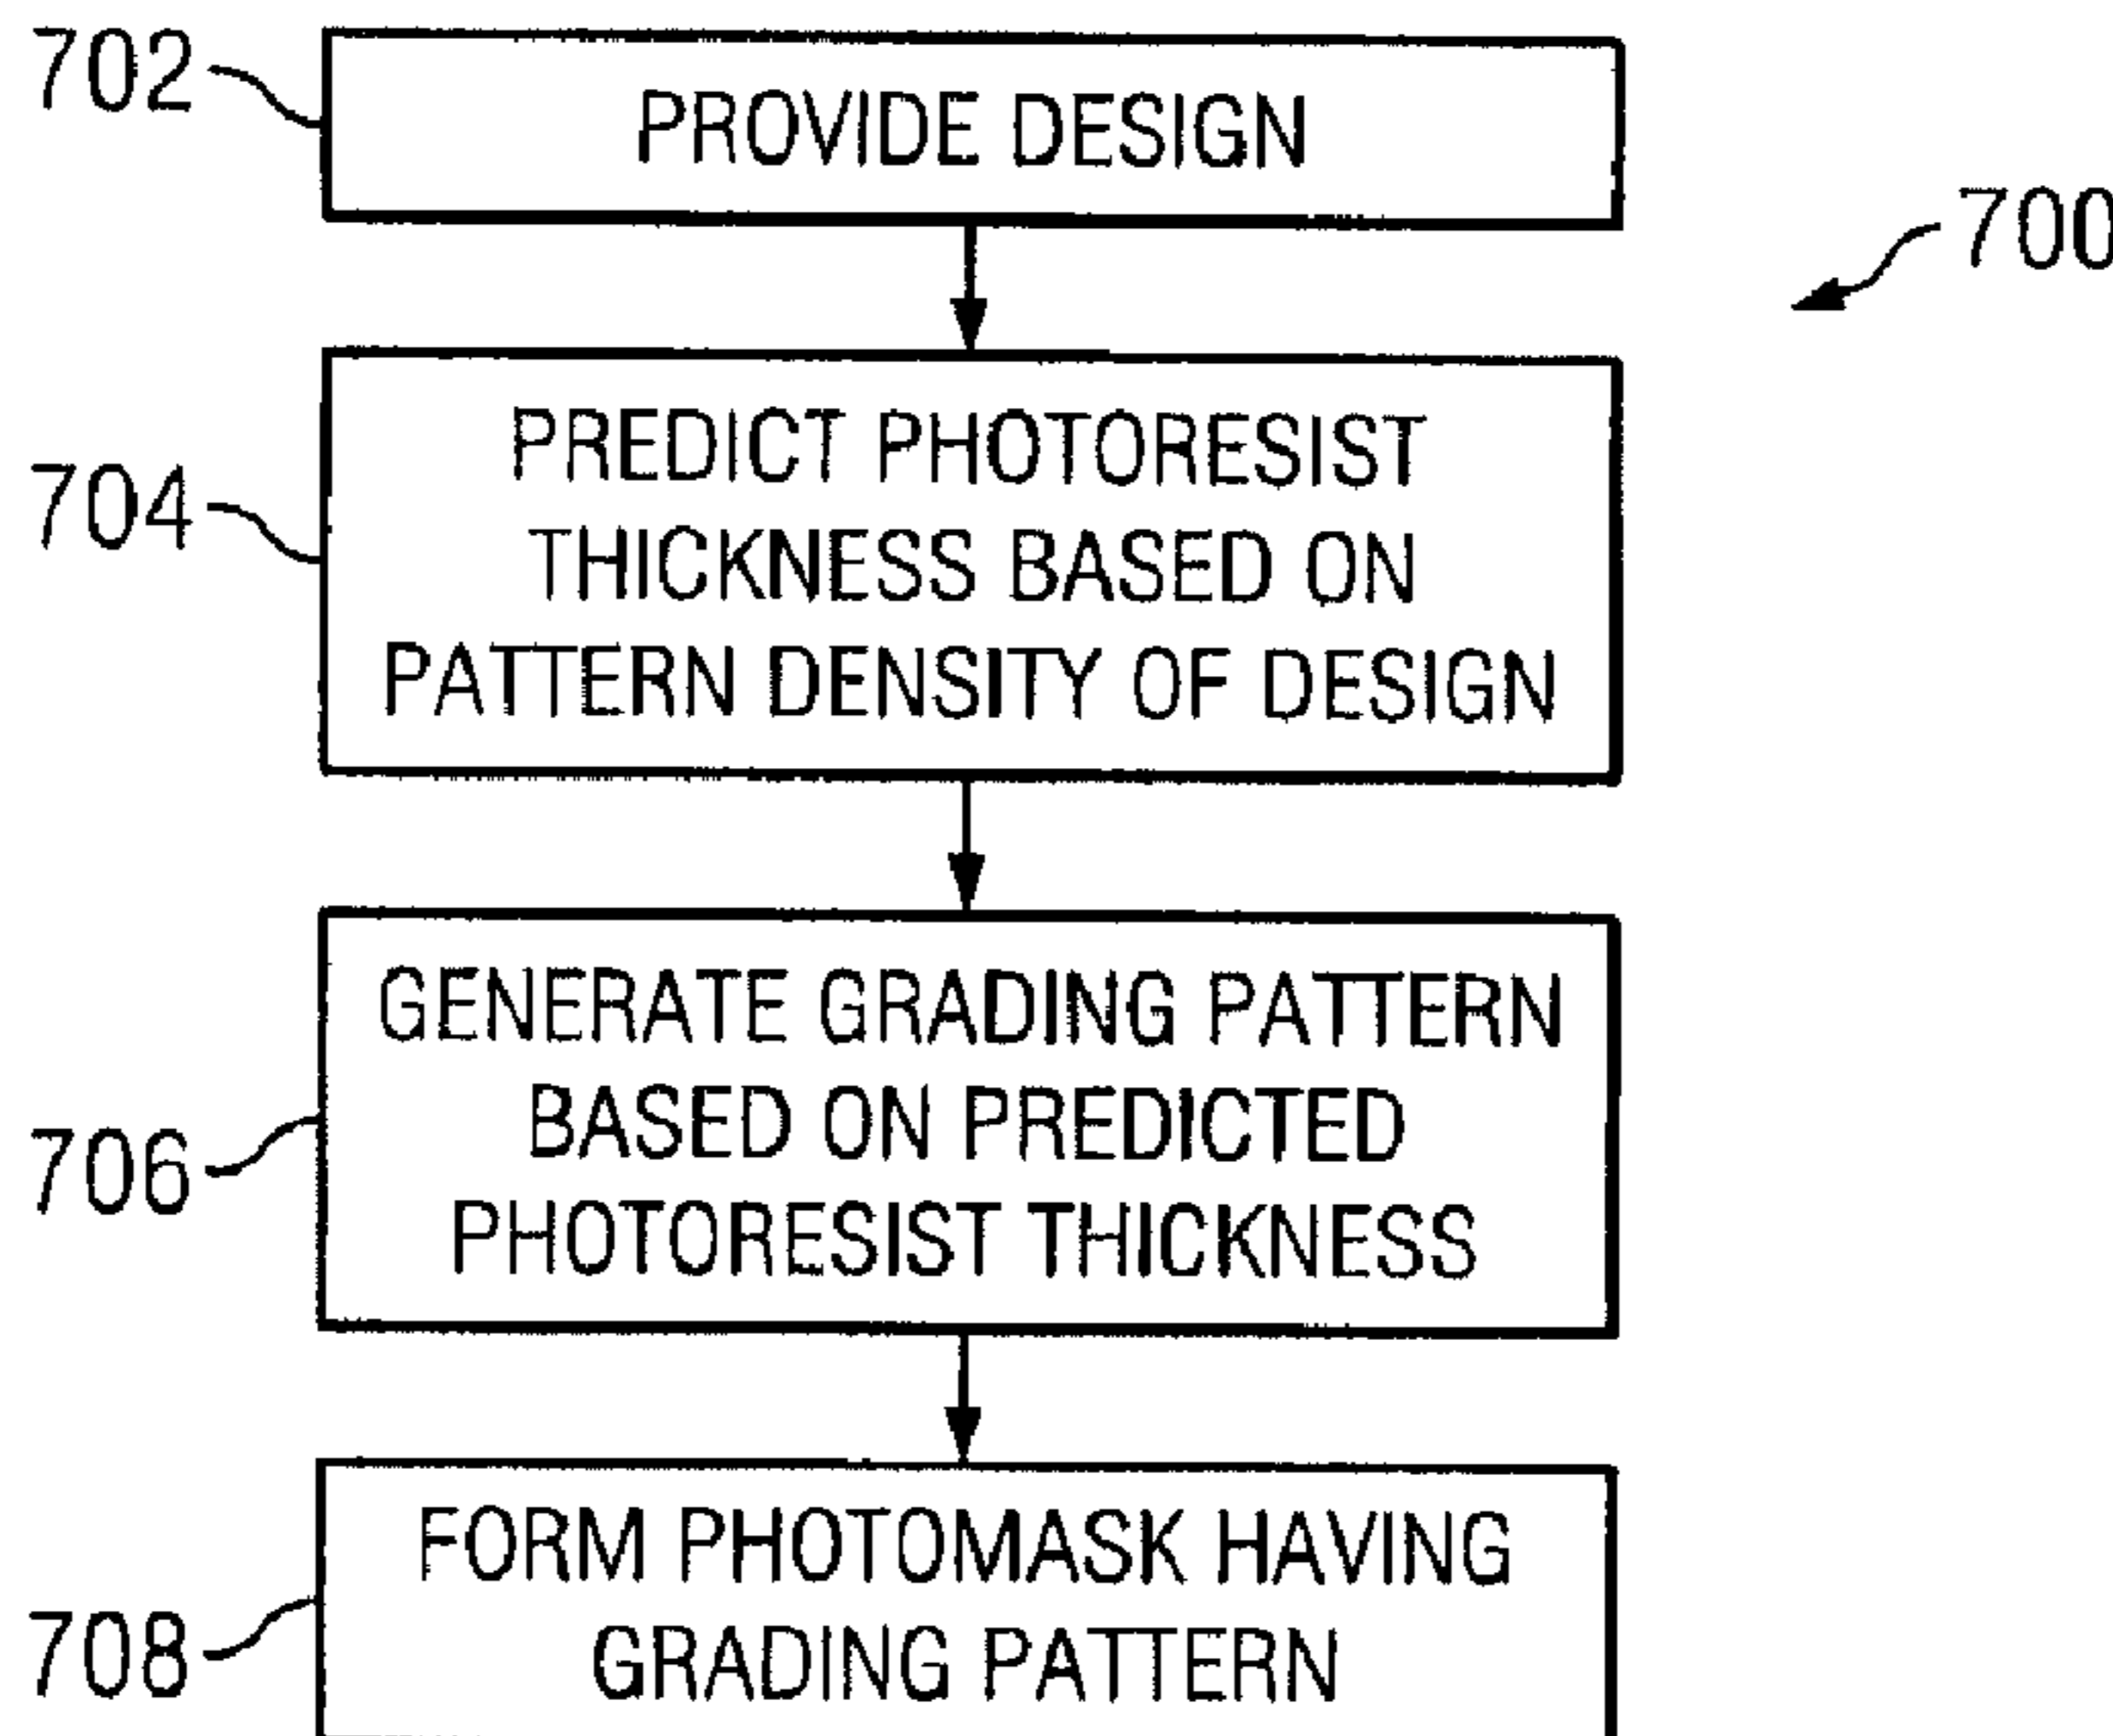 702
PROVIDE DESIGN
700
704
PREDICT PHOTORESIST
THICKNESS BASED ON
PATTERN DENSITY OF DESIGN
706
GENERATE GRADING PATTERN
BASED ON PREDICTED
PHOTORESIST THICKNESS
708
FORM PHOTOMASK HAVING
GRADING PATTERN